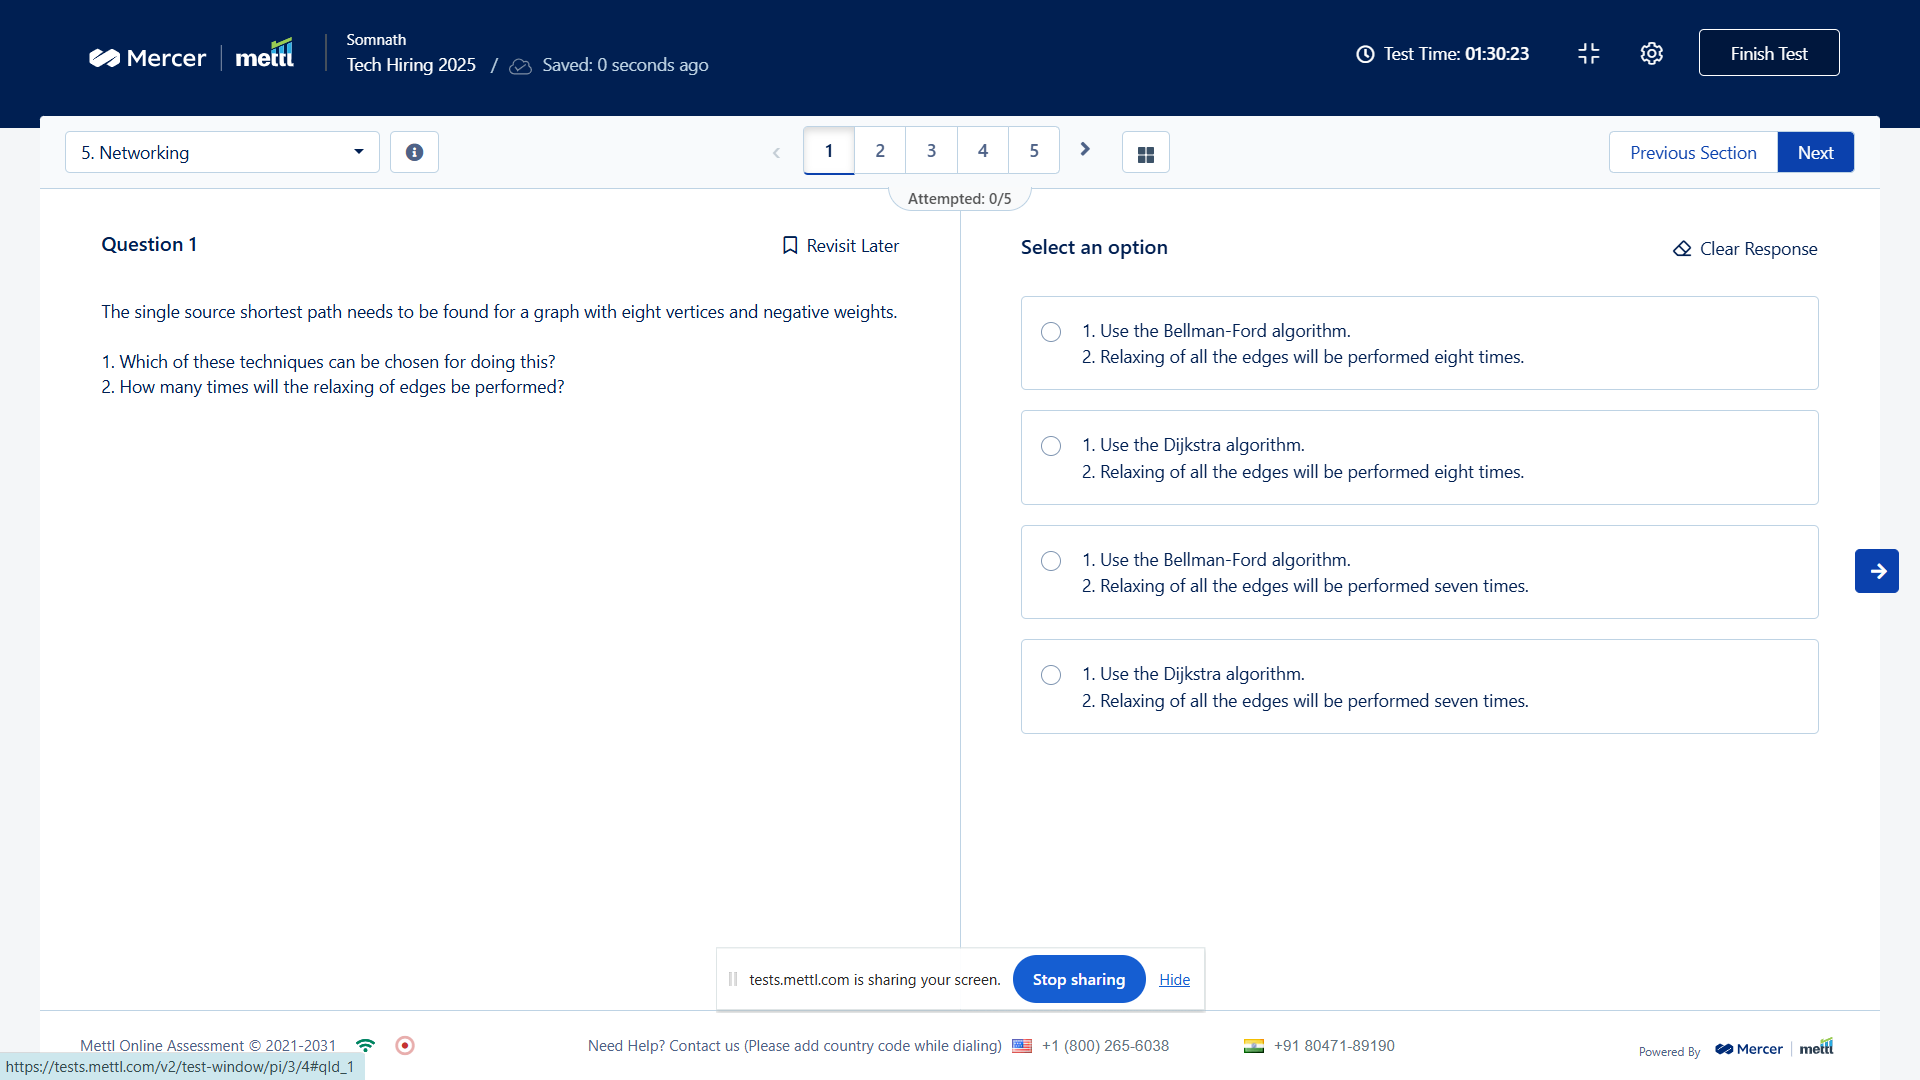 Mercer mettl
Somnath
Tech Hiring 2025 / Saved: 0 seconds ago
Test Time: 01:30:23
Finish Test
5. Networking
1 2 3 4 5
Previous Section
Next
Attempted: 0/5
Question 1
Revisit Later
The single source shortest path needs to be found for a graph with eight vertices and negative weights.
1. Which of these techniques can be chosen for doing this?
2. How many times will the relaxing of edges be performed?
Select an option
Clear Response
1. Use the Bellman-Ford algorithm.
2. Relaxing of all the edges will be performed eight times.
1. Use the Dijkstra algorithm.
2. Relaxing of all the edges will be performed eight times.
1. Use the Bellman-Ford algorithm.
2. Relaxing of all the edges will be performed seven times.
1. Use the Dijkstra algorithm.
2. Relaxing of all the edges will be performed seven times.
tests.mettl.com is sharing your screen.
Stop sharing
Hide
Mettl Online Assessment © 2021-2031
Need Help? Contact us (Please add country code while dialing) +1 (800) 265-6038
+91 80471-89190
Powered By Mercer mettl
https://tests.mettl.com/v2/test-window/pi/3/4#qId_1